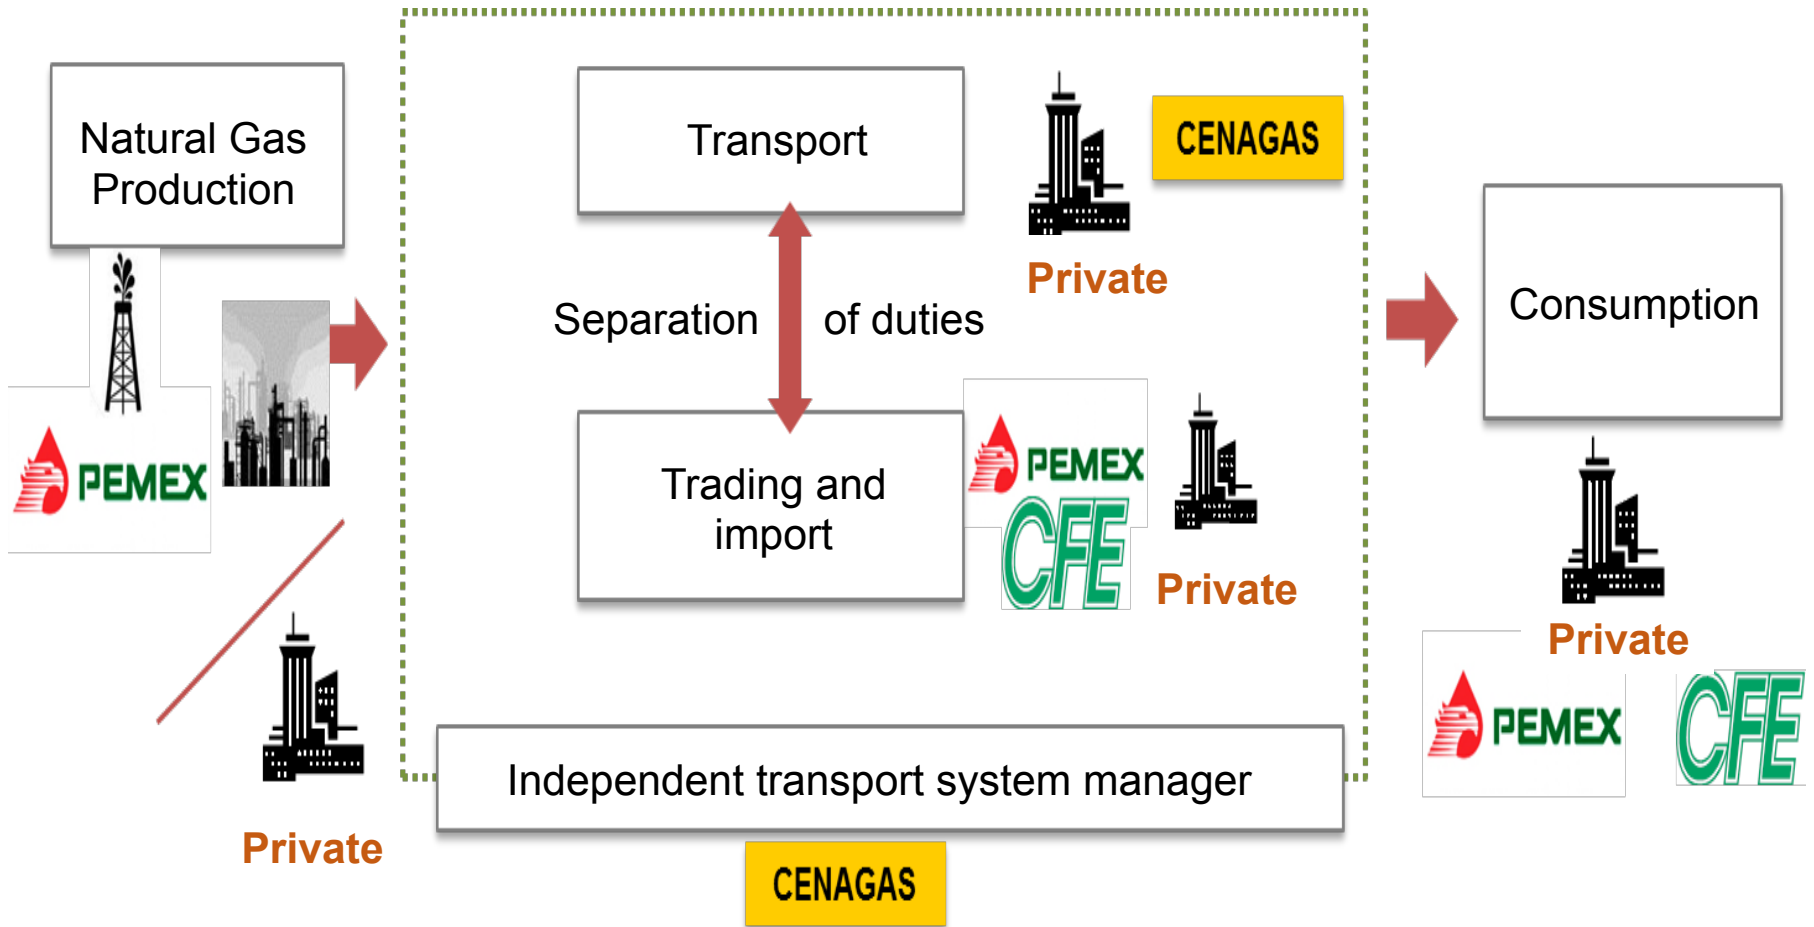 Natural Gas
Production
PEMEX
Private
Transport
CENAGAS
Private
Separation
of duties
Trading and
import
PEMEX
CFE
Private
Independent transport system manager
CENAGAS
Consumption
Private
PEMEX
CFE